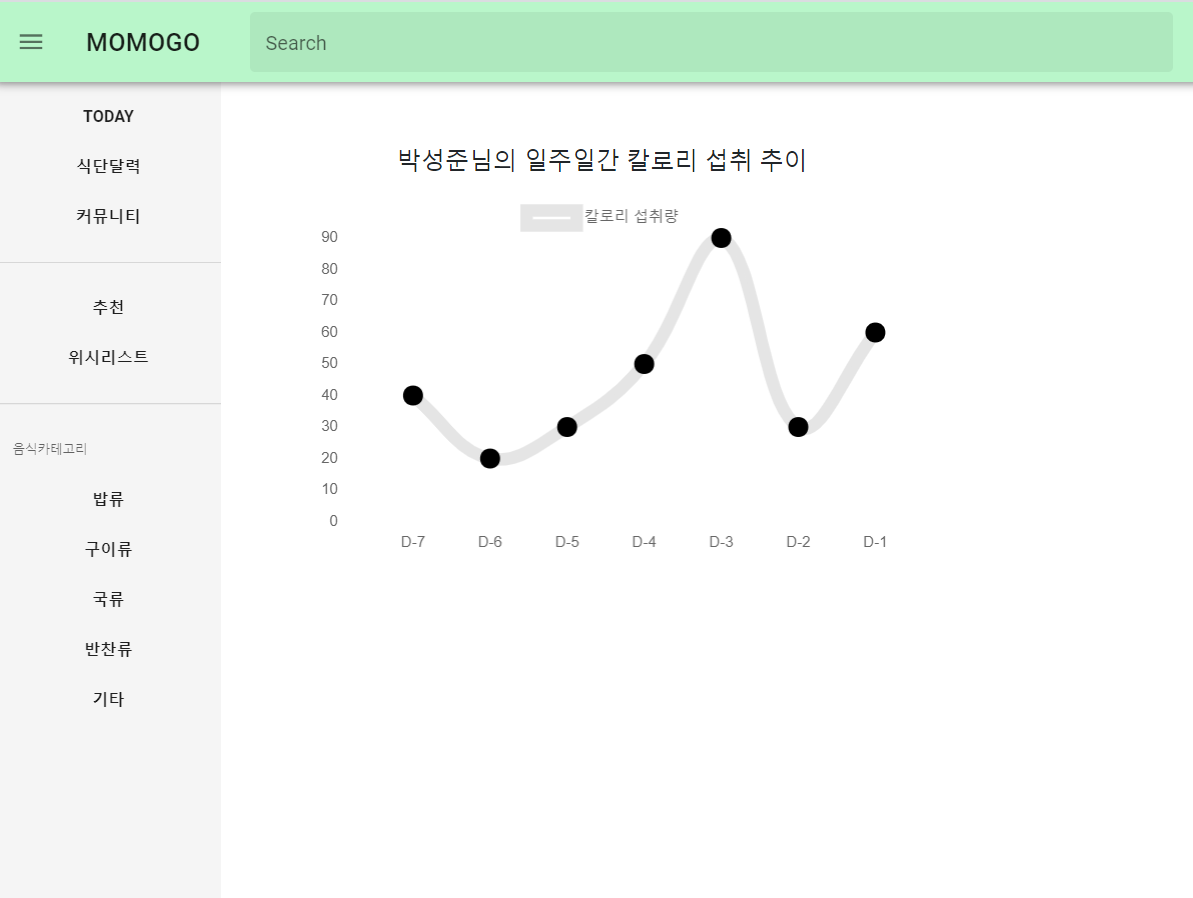 MOMOGO
Search
TODAY
식단달력
커뮤니티
추천
위시리스트
음식카테고리
밥류
구이류
국류
반찬류
기타
박성준님의 일주일간 칼로리 섭취 추이
칼로리 섭취량
90
80
70
60
50
40
30
20
10
0
D-7 D-6 D-5 D-4 D-3 D-2 D-1